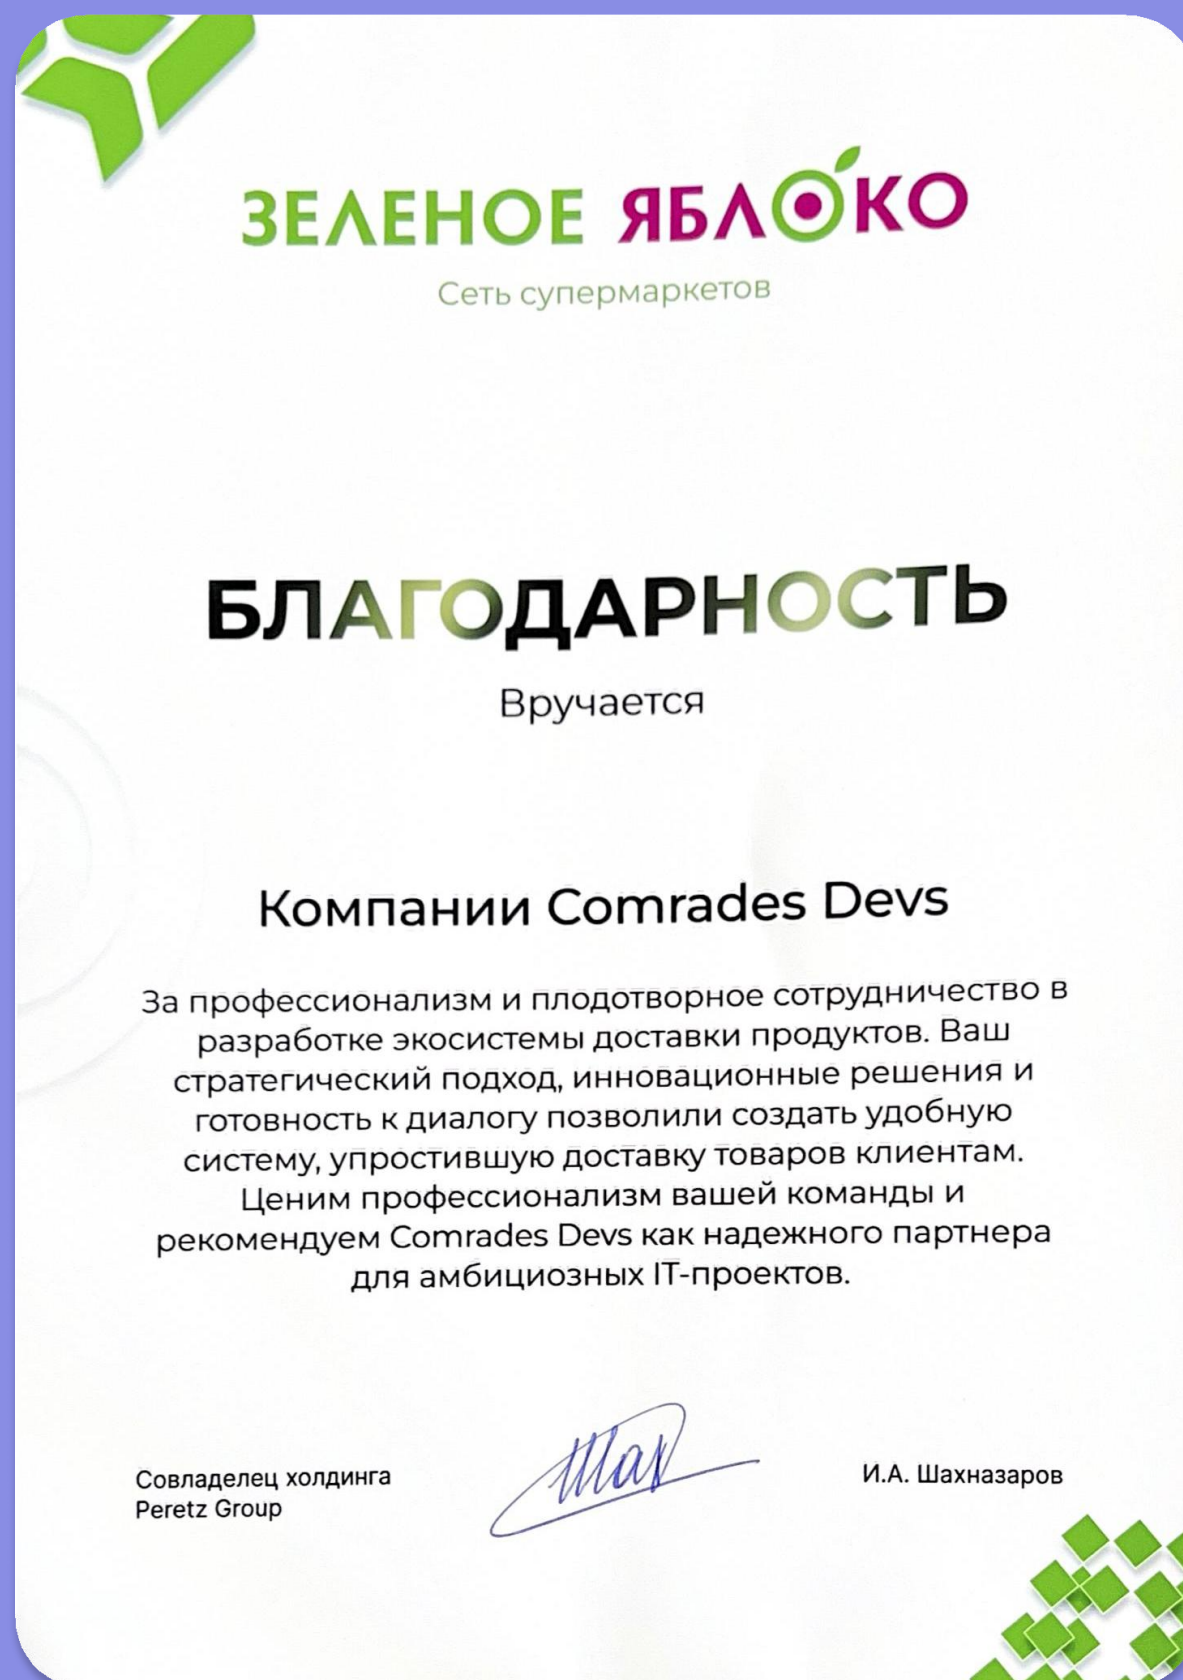 ЗЕЛЕНОЕ ЯБЛОКО
Сеть супермаркетов
БЛАГОДАРНОСТЬ
Вручается
Компании Comrades Devs
За профессионализм и плодотворное сотрудничество в
разработке экосистемы доставки продуктов. Ваш
стратегический подход, инновационные решения и
готовность к диалогу позволили создать удобную
систему, упростившую доставку товаров клиентам.
Ценим профессионализм вашей команды и
рекомендуем Comrades Devs как надежного партнера
для амбициозных IT-проектов.
Совладелец холдинга
Peretz Group
И.А. Шахназаров